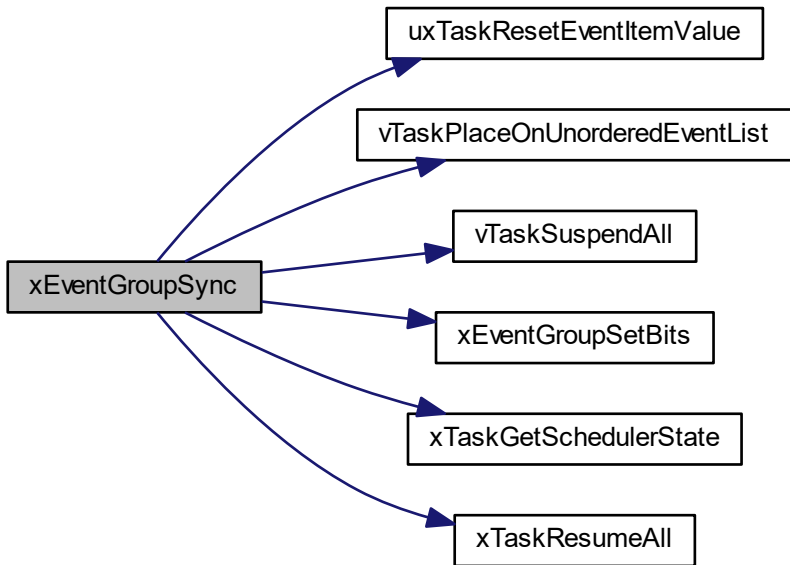 uxTaskResetEventItemValue
vTaskPlaceOnUnorderedEventList
vTaskSuspendAll
xEventGroupSync
xEventGroupSetBits
xTaskGetSchedulerState
xTaskResumeAll